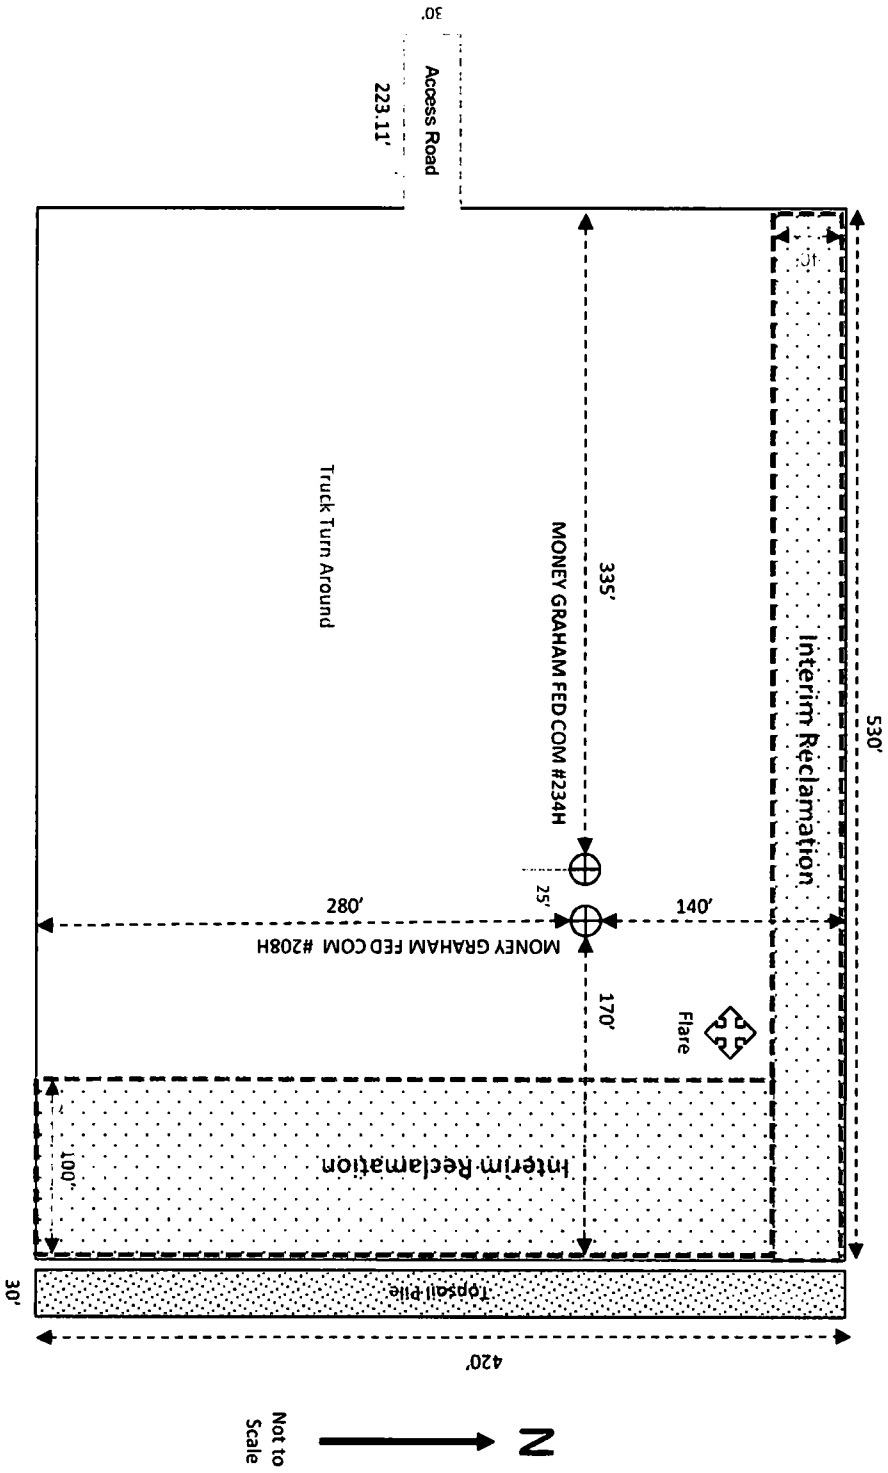 30'
Access Road
223.11'
530'
Interim Reclamation
335'
MONEY GRAHAM FED COM #234H
Truck Turn Around
25'
280'
140'
MONEY GRAHAM FED COM #208H
170'
Flare
Interim Reclamation
100'
Topsoil Pile
30'
420'
N
Not to
Scale